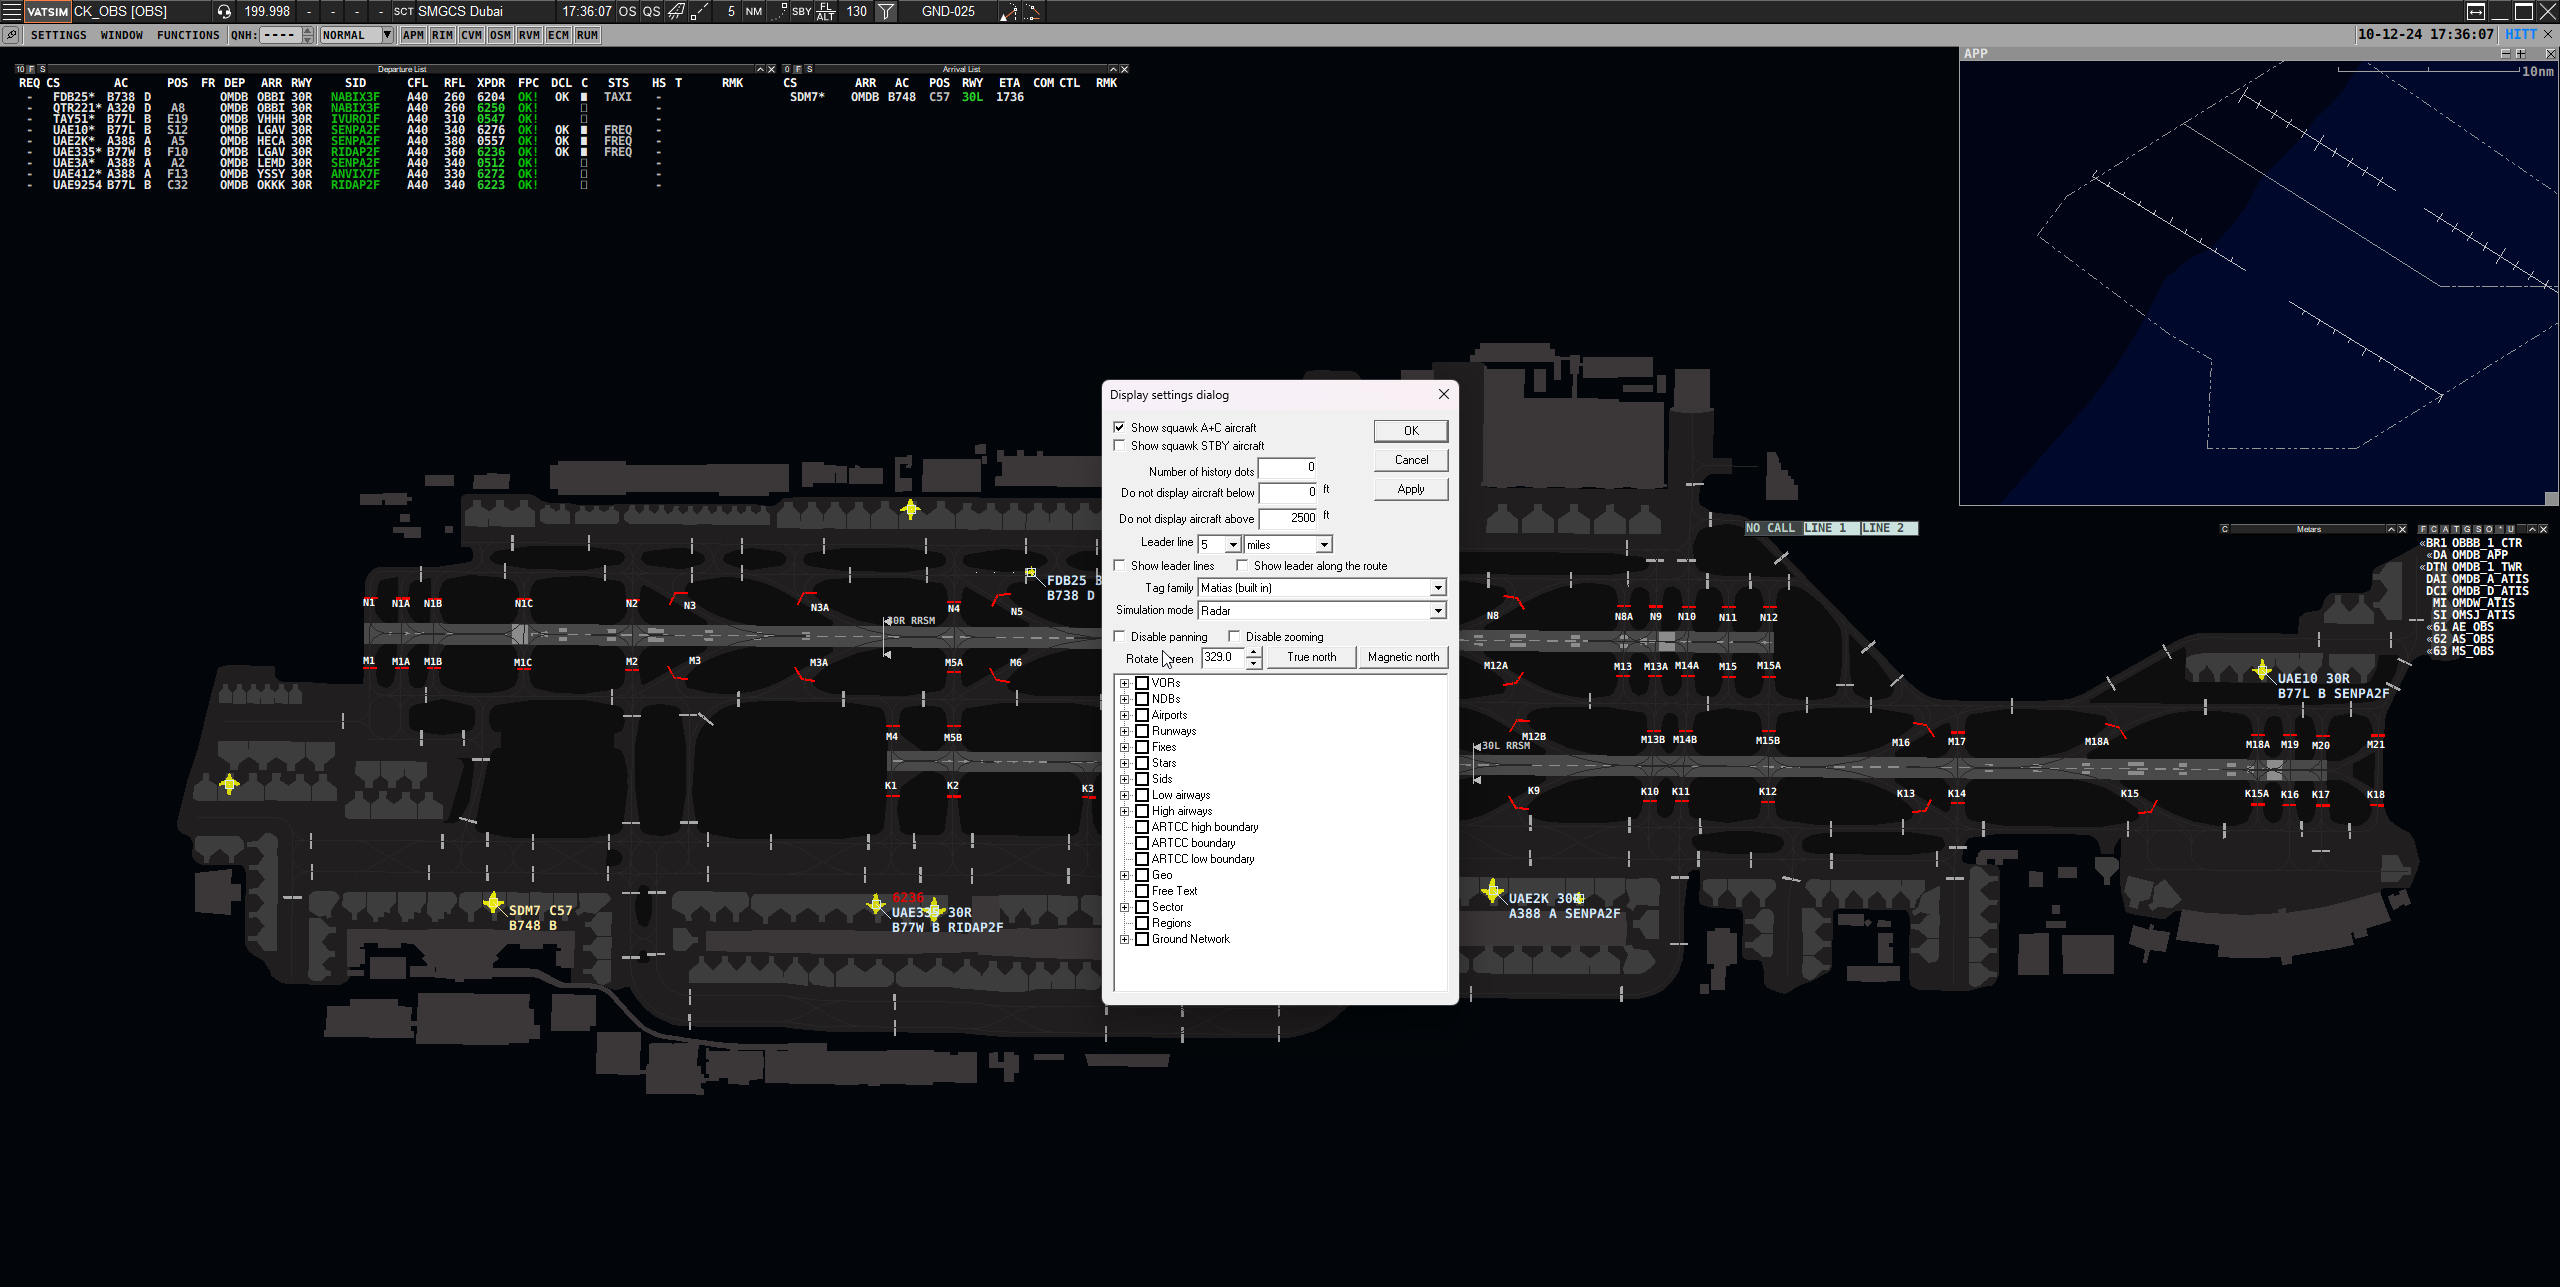 VATSIM CK_OBS [OBS] 199.998 - - - - SCT SMGCS Dubai 17:36:07 OS QS 5 NM SBY FL ALT 130 GND-025
SETTINGS WINDOW FUNCTIONS QNH: ---- NORMAL APM RIM CVM OSM RVM ECM RUM 10-12-24 17:36:07 HITT
10 F S Departure List
REQ CS AC POS FR DEP ARR RWY SID CFL RFL XPDR FPC DCL C STS HS T RMK
- FDB25* B738 D OMDB OBBI 30R NABIX3F A40 260 6204 OK! OK TAXI -
- QTR221* A320 D A8 OMDB OBBI 30R NABIX3F A40 260 6250 OK! -
- TAY51* B77L B E19 OMDB VHHH 30R IVURO1F A40 310 0547 OK! -
- UAE10* B77L B S12 OMDB LGAV 30R SENPA2F A40 340 6276 OK! OK FREQ -
- UAE2K* A388 A A5 OMDB HECA 30R SENPA2F A40 380 0557 OK! OK FREQ -
- UAE335* B77W B F10 OMDB LGAV 30R RIDAP2F A40 360 6236 OK! OK FREQ -
- UAE3A* A388 A A2 OMDB LEMD 30R SENPA2F A40 340 0512 OK! -
- UAE412* A388 A F13 OMDB YSSY 30R ANVIX7F A40 330 6272 OK! -
- UAE9254 B77L B C32 OMDB OKKK 30R RIDAP2F A40 340 6223 OK! -
0 F S Arrival List
CS ARR AC POS RWY ETA COM CTL RMK
SDM7* OMDB B748 C57 30L 1736
APP
10nm
NO CALL LINE 1 LINE 2
C Metars
F C A T G S O * U
«BR1 OBBB_1_CTR
«DA OMDB_APP
«DTN OMDB_1_TWR
DAI OMDB_A_ATIS
DCI OMDB_D_ATIS
MI OMDW_ATIS
SI OMSJ_ATIS
«61 AE_OBS
«62 AS_OBS
«63 MS_OBS
Display settings dialog
Show squawk A+C aircraft
OK
Show squawk STBY aircraft
Cancel
Number of history dots 0
Apply
Do not display aircraft below 0 ft
Do not display aircraft above 2500 ft
Leader line 5 miles
Show leader lines Show leader along the route
Tag family Matias (built in)
Simulation mode Radar
Disable panning Disable zooming
Rotate screen 329.0 True north Magnetic north
VORs
NDBs
Airports
Runways
Fixes
Stars
Sids
Low airways
High airways
ARTCC high boundary
ARTCC boundary
ARTCC low boundary
Geo
Free Text
Sector
Regions
Ground Network
FDB25
B738 D
N1 N1A N1B N1C N2 N3 N3A N4 N5 N8 N8A N9 N10 N11 N12
30R RRSM
M1 M1A M1B M1C M2 M3 M3A M5A M6 M12A M13 M13A M14A M15 M15A
UAE10 30R
B77L B SENPA2F
M4 M5B M12B M13B M14B M15B M16 M17 M18A M18A M19 M20 M21
30L RRSM
K1 K2 K3 K9 K10 K11 K12 K13 K14 K15 K15A K16 K17 K18
SDM7 C57
B748 B
6236
UAE335 30R
B77W B RIDAP2F
UAE2K 30R
A388 A SENPA2F